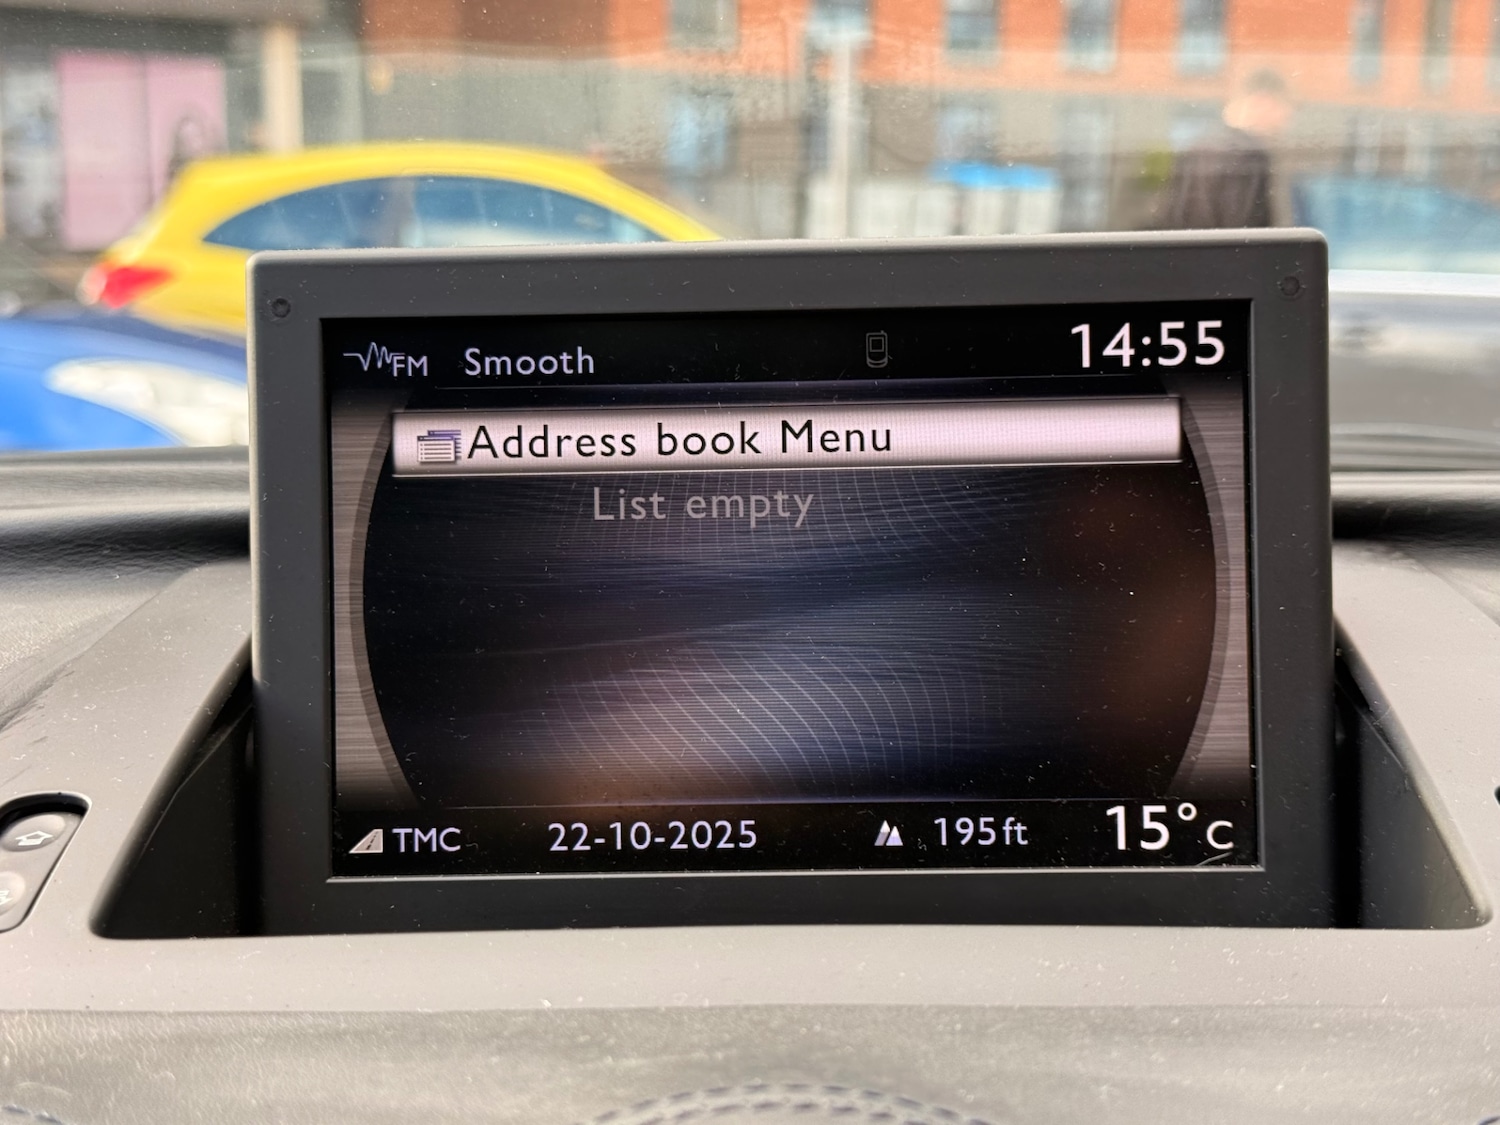 FM Smooth 14:55
Address book Menu
List empty
TMC 22-10-2025 195ft 15°C